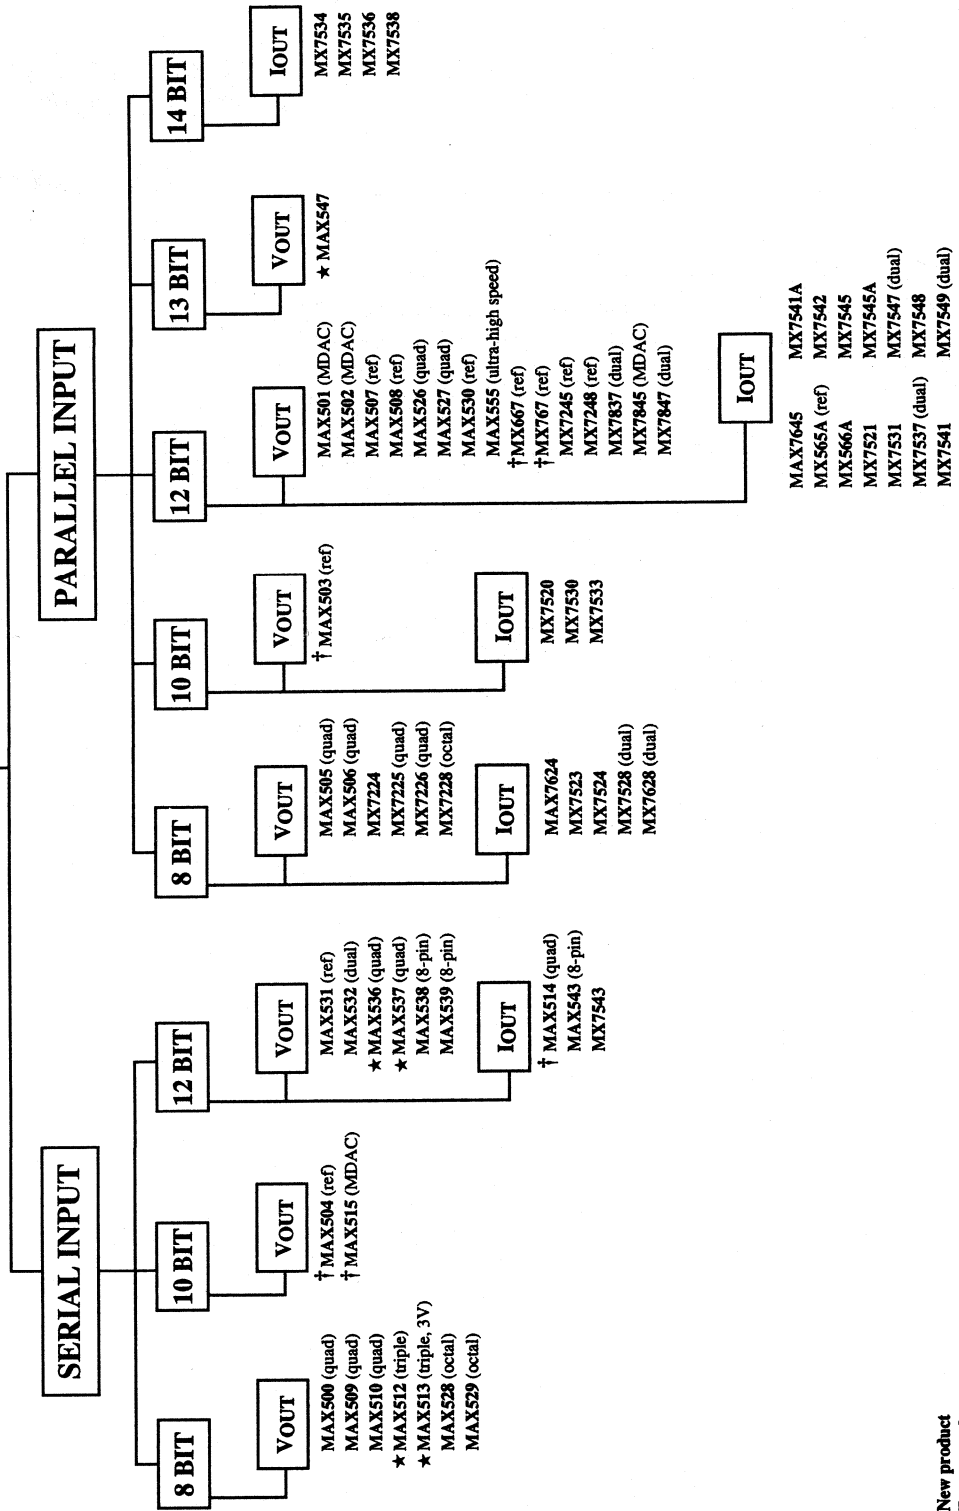 SERIAL INPUT
8 BIT
VOUT
MAX500 (quad)
MAX509 (quad)
MAX510 (quad)
★ MAX512 (triple)
★ MAX513 (triple, 3V)
MAX528 (octal)
MAX529 (octal)
10 BIT
VOUT
† MAX504 (ref)
† MAX515 (MDAC)
12 BIT
VOUT
MAX531 (ref)
MAX532 (dual)
★ MAX536 (quad)
★ MAX537 (quad)
MAX538 (8-pin)
MAX539 (8-pin)
IOUT
† MAX514 (quad)
MAX543 (8-pin)
MX7543
PARALLEL INPUT
8 BIT
VOUT
MAX505 (quad)
MAX506 (quad)
MX7224
MX7225 (quad)
MX7226 (quad)
MX7228 (octal)
IOUT
MAX7624
MX7523
MX7524
MX7528 (dual)
MX7628 (dual)
10 BIT
VOUT
† MAX503 (ref)
IOUT
MX7520
MX7530
MX7533
12 BIT
VOUT
MAX501 (MDAC)
MAX502 (MDAC)
MAX507 (ref)
MAX508 (ref)
MAX526 (quad)
MAX527 (quad)
MAX530 (ref)
MAX555 (ultra-high speed)
† MX667 (ref)
† MX767 (ref)
MX7245 (ref)
MX7248 (ref)
MX7837 (dual)
MX7845 (MDAC)
MX7847 (dual)
IOUT
MAX7645 MX7541A
MX565A (ref) MX7542
MX566A MX7545
MX7521 MX7545A
MX7531 MX7547 (dual)
MX7537 (dual) MX7548
MX7541 MX7549 (dual)
13 BIT
VOUT
★ MAX547
14 BIT
IOUT
MX7534
MX7535
MX7536
MX7538
New product